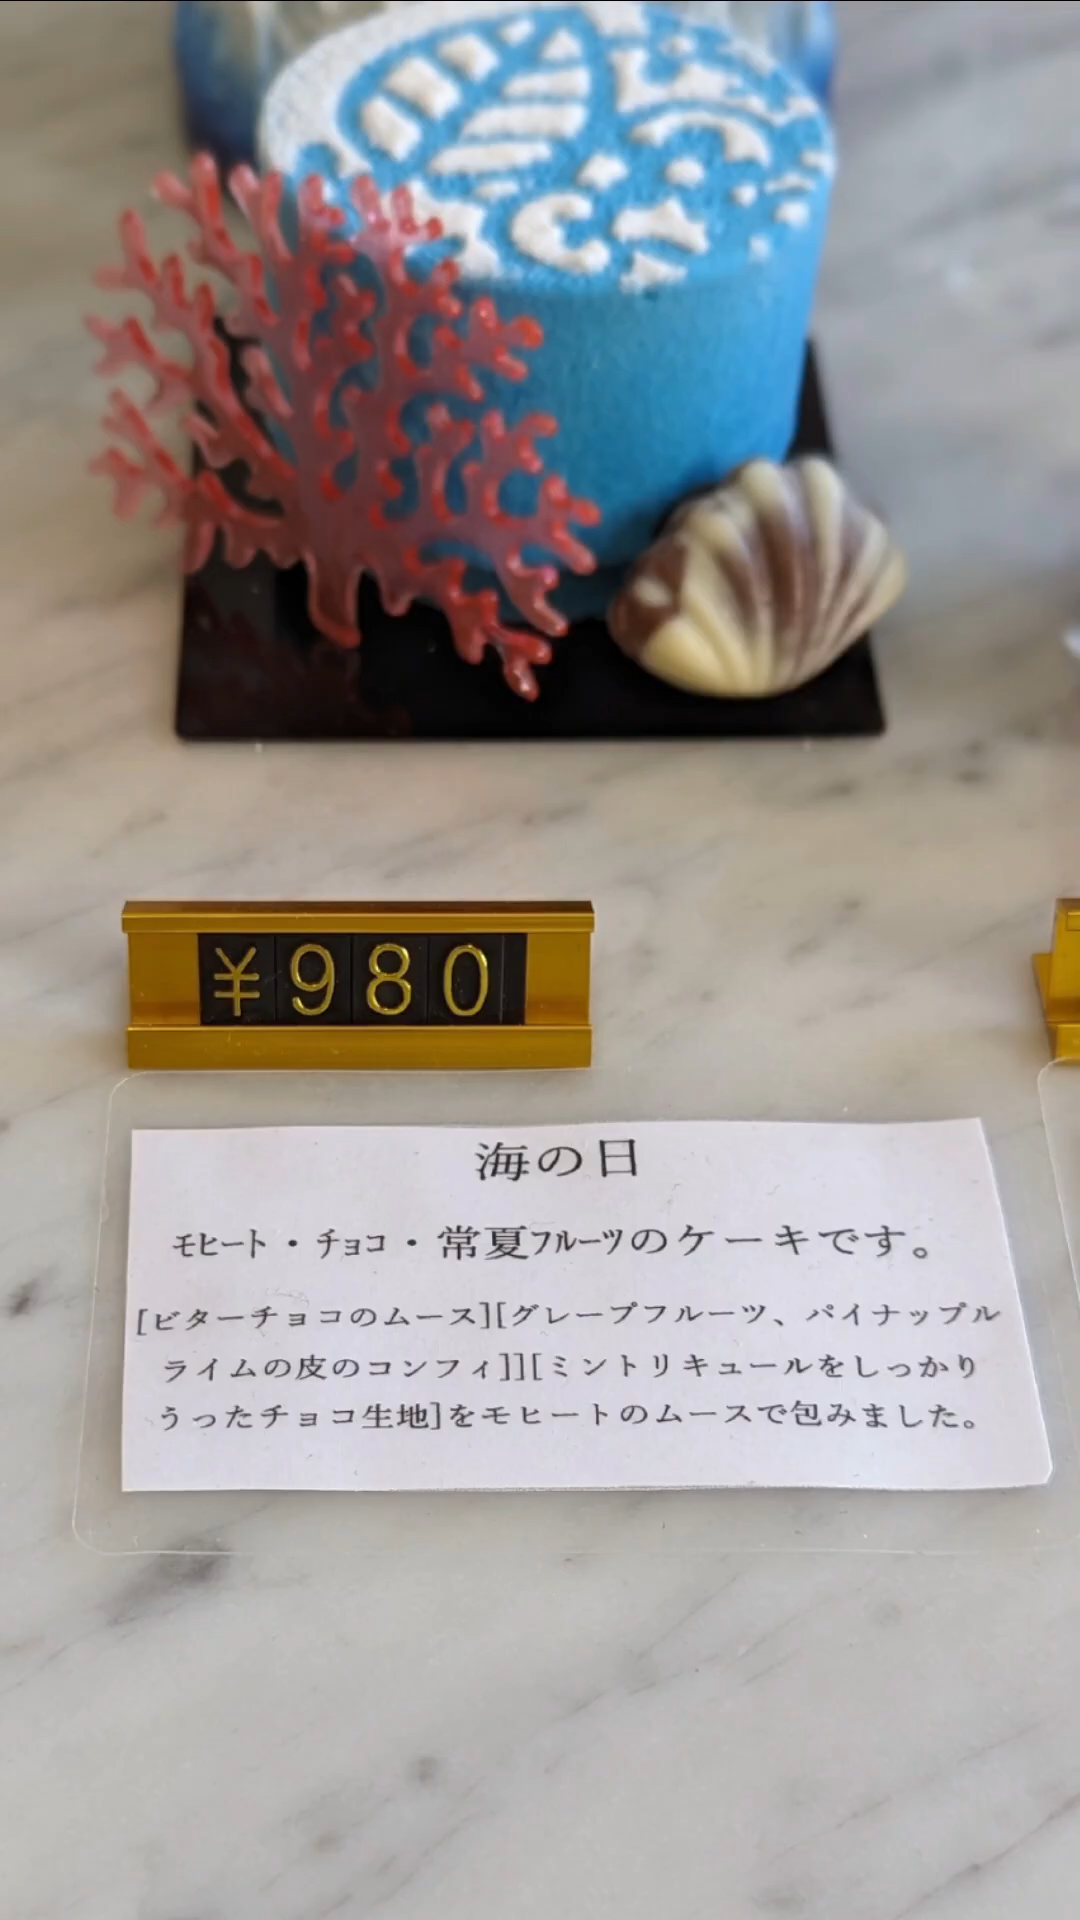 ¥980
海の日
モヒート・チョコ・常夏フルーツのケーキです。
[ビターチョコのムース][グレープフルーツ、パイナップル
ライムの皮のコンフィ]][ミントリキュールをしっかり
うったチョコ生地]をモヒートのムースで包みました。